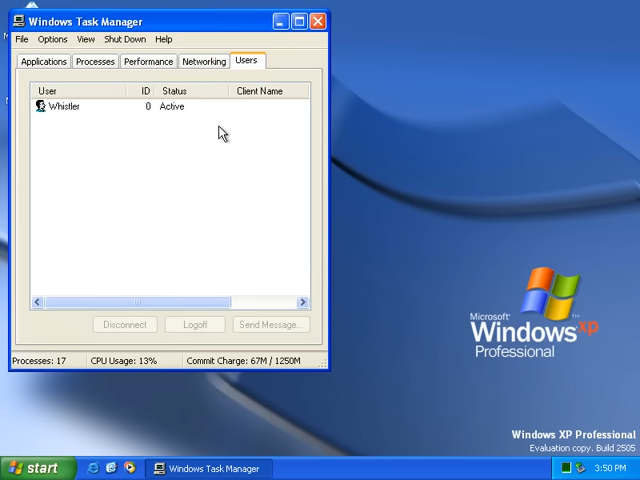 Windows Task Manager
File Options View Shut Down Help
Applications Processes Performance Networking Users
User ID Status Client Name
Whistler 0 Active
Disconnect Logoff Send Message...
Processes: 17 CPU Usage: 13% Commit Charge: 67M / 1250M
Microsoft
Windows xp
Professional
Windows XP Professional
Evaluation copy. Build 2505
start Windows Task Manager 3:50 PM